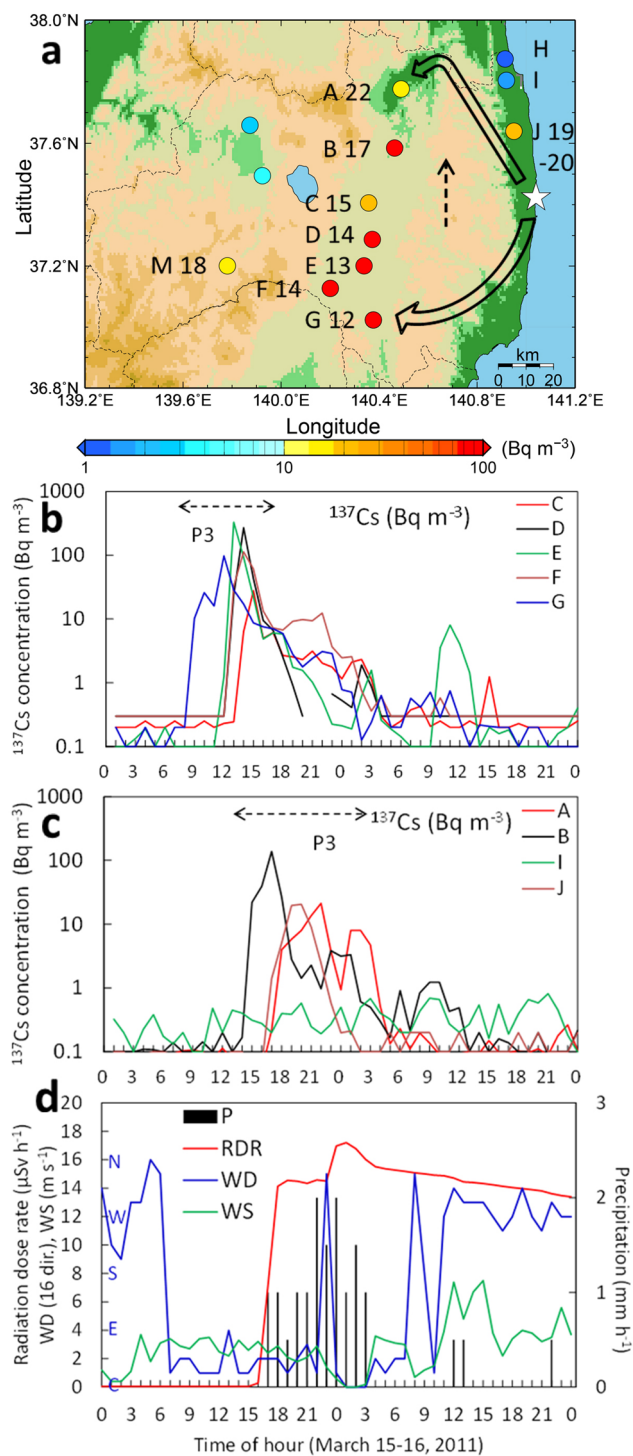 a
38.0°N
37.6°N
37.2°N
36.8°N
Latitude
H
I
A 22
J 19
-20
B 17
C 15
D 14
M 18
E 13
F 14
G 12
km
0 10 20
139.2°E 139.6°E 140.0°E 140.4°E 140.8°E 141.2°E
Longitude
1 10 100 (Bq m⁻³)
b
¹³⁷Cs (Bq m⁻³)
P3
C
D
E
F
G
¹³⁷Cs concentration (Bq m⁻³)
1000
100
10
1
0.1
0 3 6 9 12 15 18 21 0 3 6 9 12 15 18 21 0
c
¹³⁷Cs (Bq m⁻³)
P3
A
B
I
J
¹³⁷Cs concentration (Bq m⁻³)
1000
100
10
1
0.1
0 3 6 9 12 15 18 21 0 3 6 9 12 15 18 21 0
d
P
RDR
WD
WS
N
W
S
E
C
Radiation dose rate (µSv h⁻¹)
WD (16 dir.), WS (m s⁻¹)
20
18
16
14
12
10
8
6
4
2
0
3
2
1
0
Precipitation (mm h⁻¹)
0 3 6 9 12 15 18 21 0 3 6 9 12 15 18 21 0
Time of hour (March 15-16, 2011)